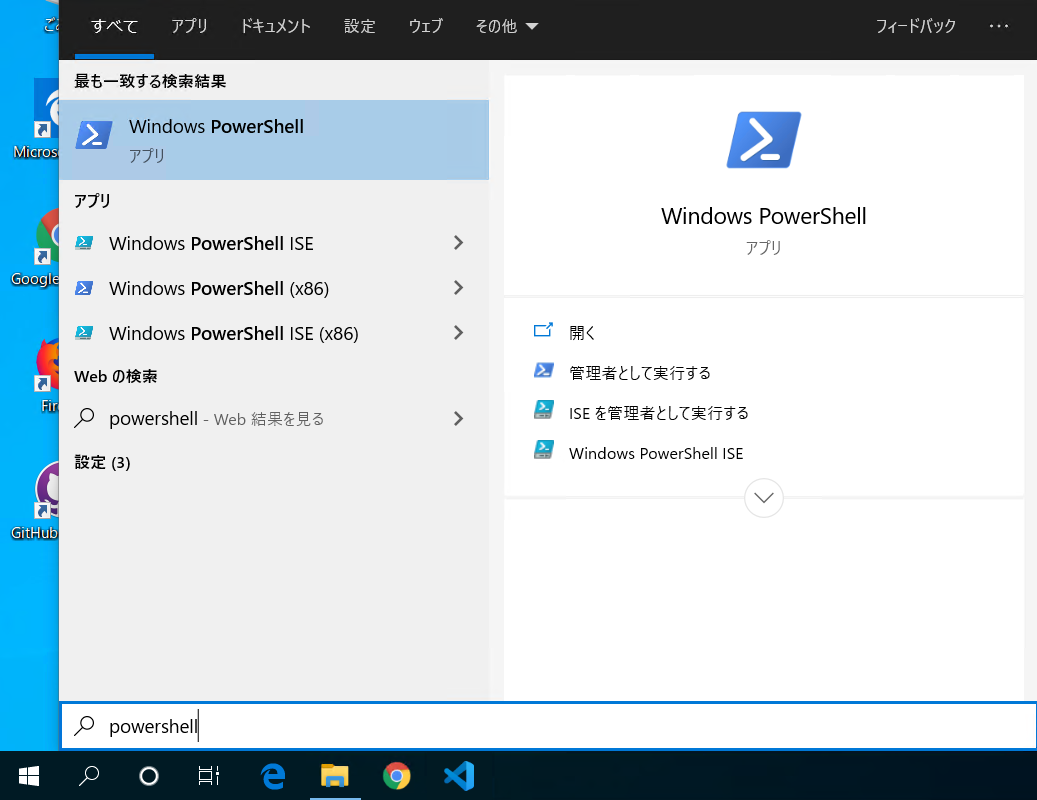 すべて アプリ ドキュメント 設定 ウェブ その他 フィードバック ...
最も一致する検索結果
Windows PowerShell
アプリ
アプリ
Windows PowerShell ISE
Windows PowerShell (x86)
Windows PowerShell ISE (x86)
Web の検索
powershell - Web 結果を見る
設定 (3)
Windows PowerShell
アプリ
開く
管理者として実行する
ISE を管理者として実行する
Windows PowerShell ISE
powershell
Google
GitHub